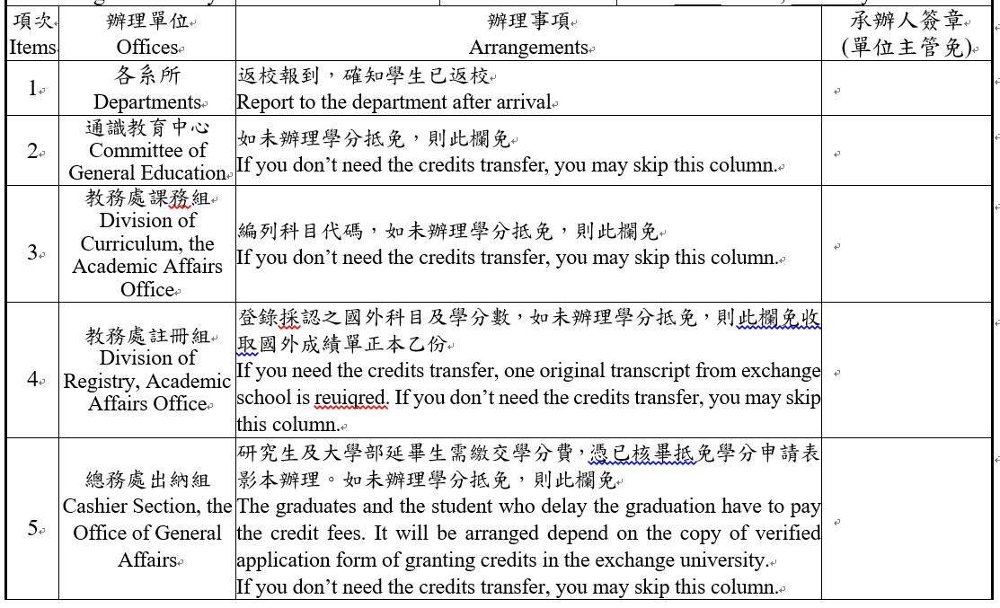 項次
Items
辦理單位
Offices
辦理事項
Arrangements
承辦人簽章
(單位主管免)
1
各系所
Departments
返校報到，確知學生已返校
Report to the department after arrival
2
通識教育中心
Committee of
General Education
如未辦理學分抵免，則此欄免
If you don’t need the credits transfer, you may skip this column.
3
教務處課務組
Division of
Curriculum, the
Academic Affairs
Office
編列科目代碼，如未辦理學分抵免，則此欄免
If you don’t need the credits transfer, you may skip this column.
4
教務處註冊組
Division of
Registry, Academic
Affairs Office
登錄採認之國外科目及學分數，如未辦理學分抵免，則此欄免收
取國外成績單正本乙份
If you need the credits transfer, one original transcript from exchange
school is reuiqred. If you don’t need the credits transfer, you may skip
this column.
5
總務處出納組
Cashier Section, the
Office of General
Affairs
研究生及大學部延畢生需繳交學分費，憑已核畢抵免學分申請表
影本辦理。如未辦理學分抵免，則此欄免
The graduates and the student who delay the graduation have to pay
the credit fees. It will be arranged depend on the copy of verified
application form of granting credits in the exchange university.
If you don’t need the credits transfer, you may skip this column.